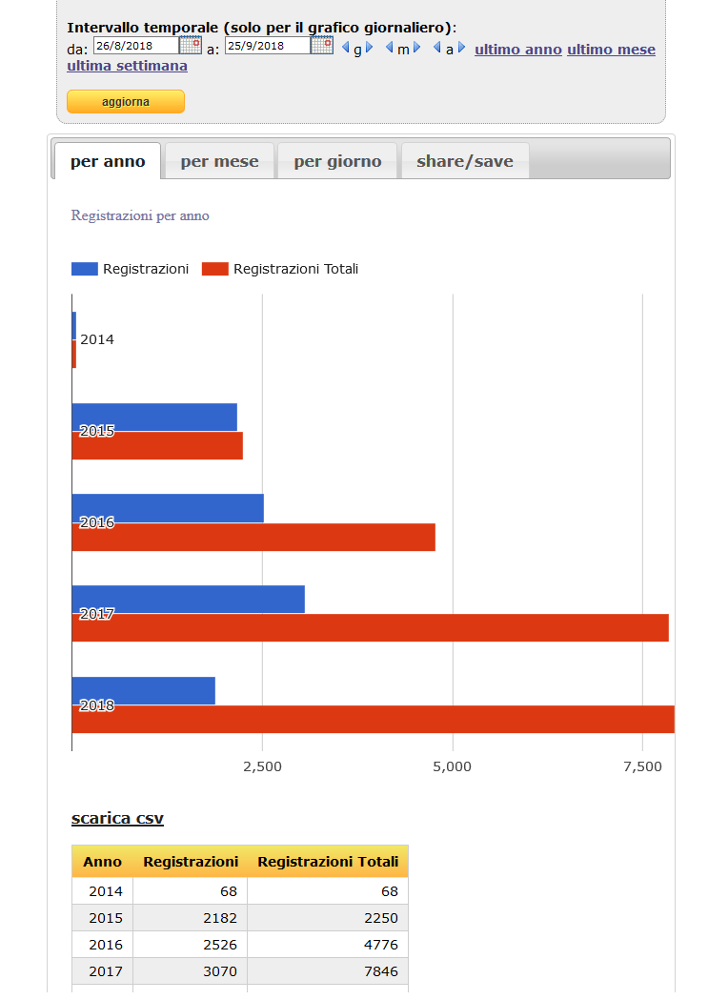 Intervallo temporale (solo per il grafico giornaliero):
da: 26/8/2018 a: 25/9/2018 g m a ultimo anno ultimo mese
ultima settimana
aggiorna
per anno per mese per giorno share/save
Registrazioni per anno
Registrazioni Registrazioni Totali
2014
2015
2016
2017
2018
2,500 5,000 7,500
scarica csv
Anno Registrazioni Registrazioni Totali
2014 68 68
2015 2182 2250
2016 2526 4776
2017 3070 7846